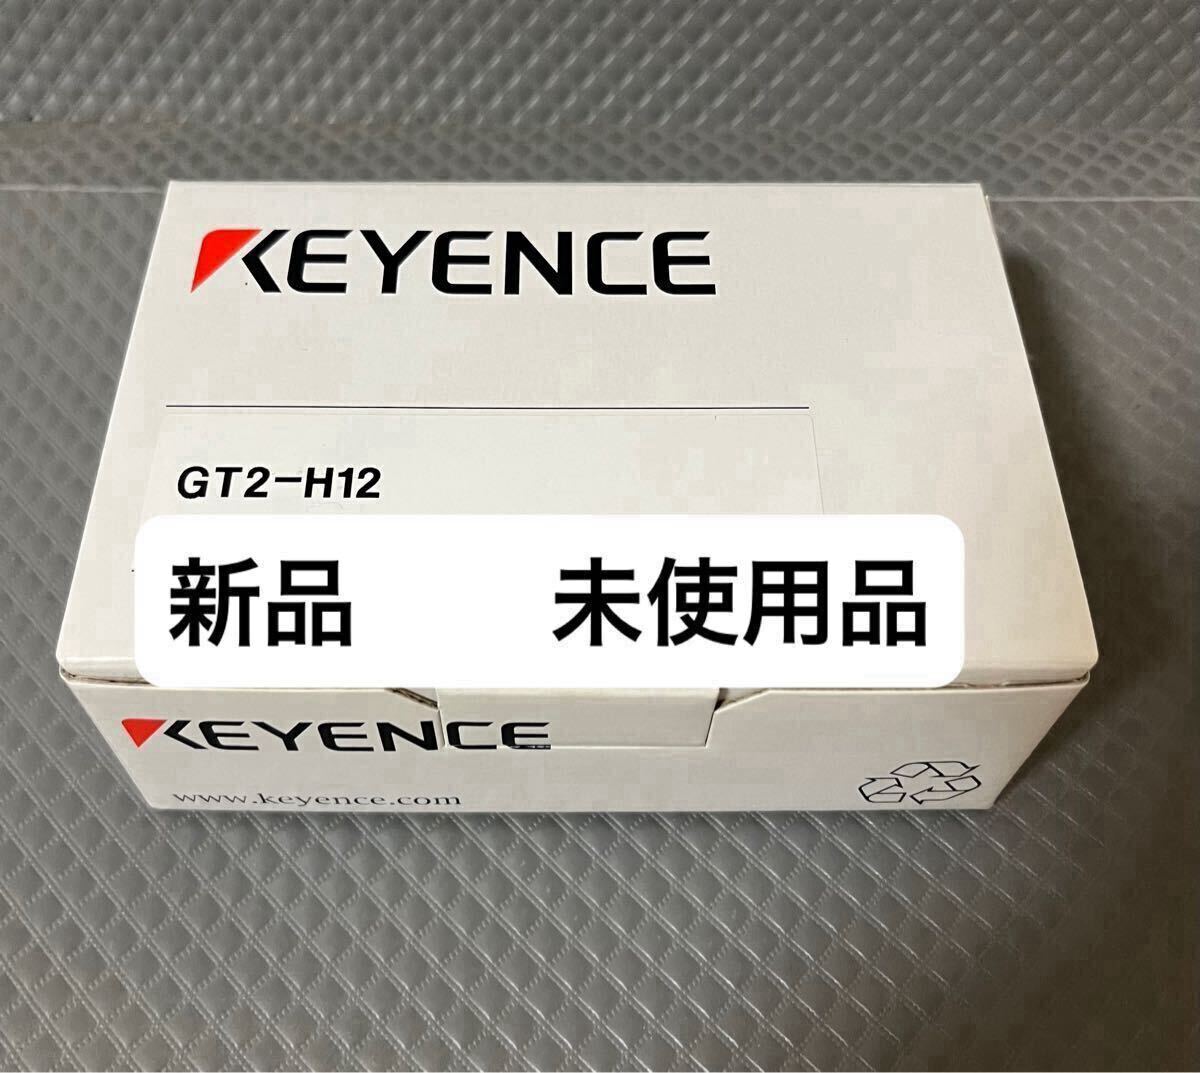 KEYENCE
GT2-H12
新品 未使用品
KEYENCE
www.keyence.com